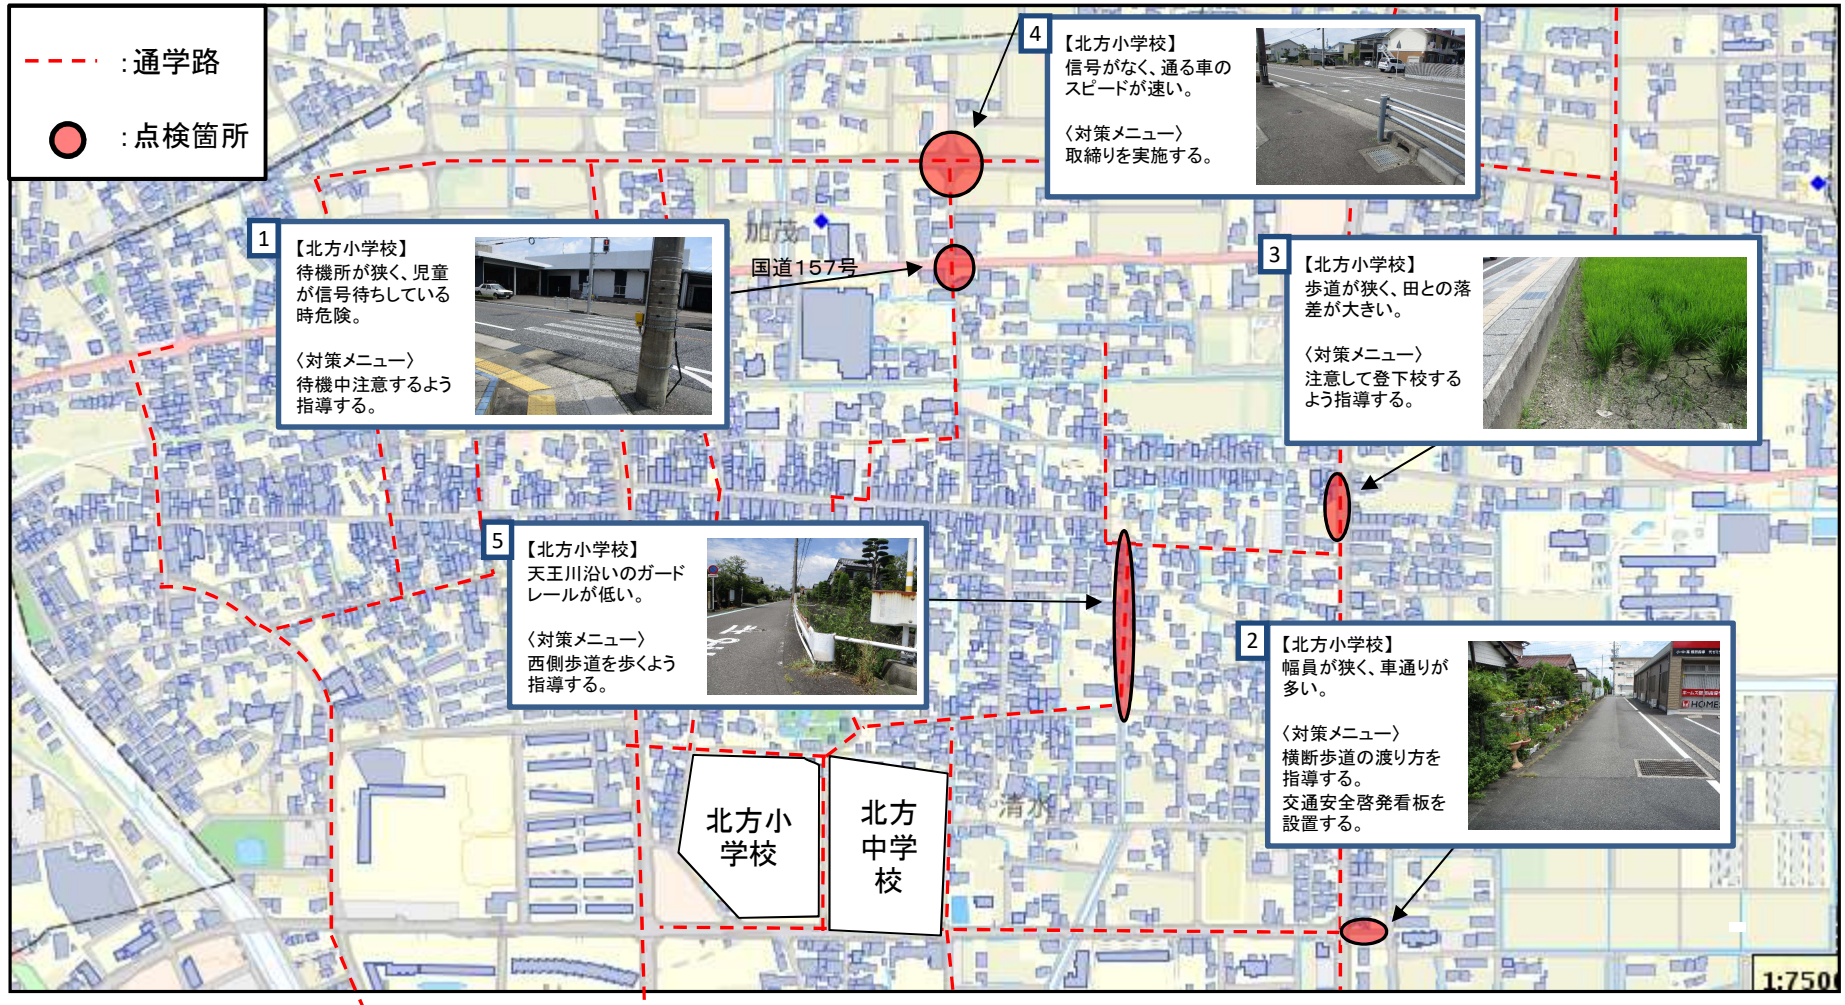 ：通学路
：点検箇所
4
【北方小学校】
信号がなく、通る車の
スピードが速い。
〈対策メニュー〉
取締りを実施する。
1
【北方小学校】
待機所が狭く、児童
が信号待ちしている
時危険。
〈対策メニュー〉
待機中注意するよう
指導する。
加茂
国道157号
3
【北方小学校】
歩道が狭く、田との落
差が大きい。
〈対策メニュー〉
注意して登下校する
よう指導する。
5
【北方小学校】
天王川沿いのガード
レールが低い。
〈対策メニュー〉
西側歩道を歩くよう
指導する。
2
【北方小学校】
幅員が狭く、車通りが
多い。
〈対策メニュー〉
横断歩道の渡り方を
指導する。
交通安全啓発看板を
設置する。
HOMES
北方小
学校
北方
中学
校
清水
1:750